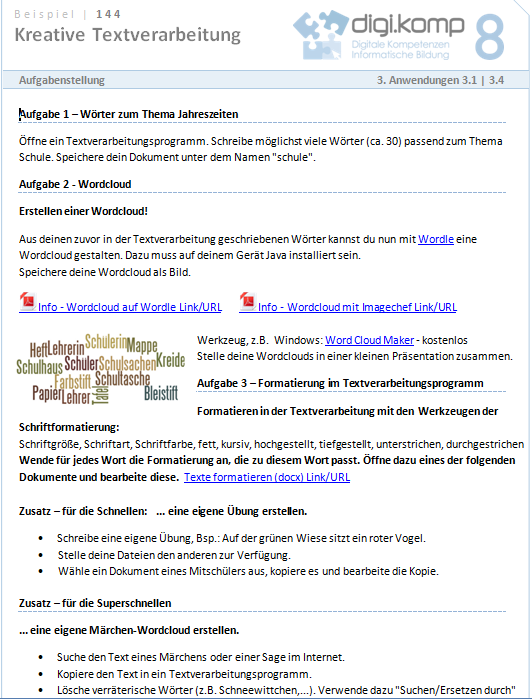 Beispiel | 144
Kreative Textverarbeitung
digi.komp 8
Digitale Kompetenzen
Informatische Bildung
Aufgabenstellung 3. Anwendungen 3.1 | 3.4
Aufgabe 1 – Wörter zum Thema Jahreszeiten
Öffne ein Textverarbeitungsprogramm. Schreibe möglichst viele Wörter (ca. 30) passend zum Thema
Schule. Speichere dein Dokument unter dem Namen "schule".
Aufgabe 2 - Wordcloud
Erstellen einer Wordcloud!
Aus deinen zuvor in der Textverarbeitung geschriebenen Wörter kannst du nun mit Wordle eine
Wordcloud gestalten. Dazu muss auf deinem Gerät Java installiert sein.
Speichere deine Wordcloud als Bild.
Info - Wordcloud auf Wordle Link/URL Info - Wordcloud mit Imagechef Link/URL
Heft Lehrerin Schülerin Mappe
Schulhaus Schüler Schulsachen Kreide
Farbstift Schultasche
Papier Lehrer Tafel Bleistift
Werkzeug, z.B. Windows: Word Cloud Maker - kostenlos
Stelle deine Wordclouds in einer kleinen Präsentation zusammen.
Aufgabe 3 – Formatierung im Textverarbeitungsprogramm
Formatieren in der Textverarbeitung mit den Werkzeugen der
Schriftformatierung:
Schriftgröße, Schriftart, Schriftfarbe, fett, kursiv, hochgestellt, tiefgestellt, unterstrichen, durchgestrichen
Wende für jedes Wort die Formatierung an, die zu diesem Wort passt. Öffne dazu eines der folgenden
Dokumente und bearbeite diese. Texte formatieren (docx) Link/URL
Zusatz – für die Schnellen: ... eine eigene Übung erstellen.
• Schreibe eine eigene Übung, Bsp.: Auf der grünen Wiese sitzt ein roter Vogel.
• Stelle deine Dateien den anderen zur Verfügung.
• Wähle ein Dokument eines Mitschülers aus, kopiere es und bearbeite die Kopie.
Zusatz – für die Superschnellen
... eine eigene Märchen-Wordcloud erstellen.
• Suche den Text eines Märchens oder einer Sage im Internet.
• Kopiere den Text in ein Textverarbeitungsprogramm.
• Lösche verräterische Wörter (z.B. Schneewittchen,...). Verwende dazu "Suchen/Ersetzen durch"